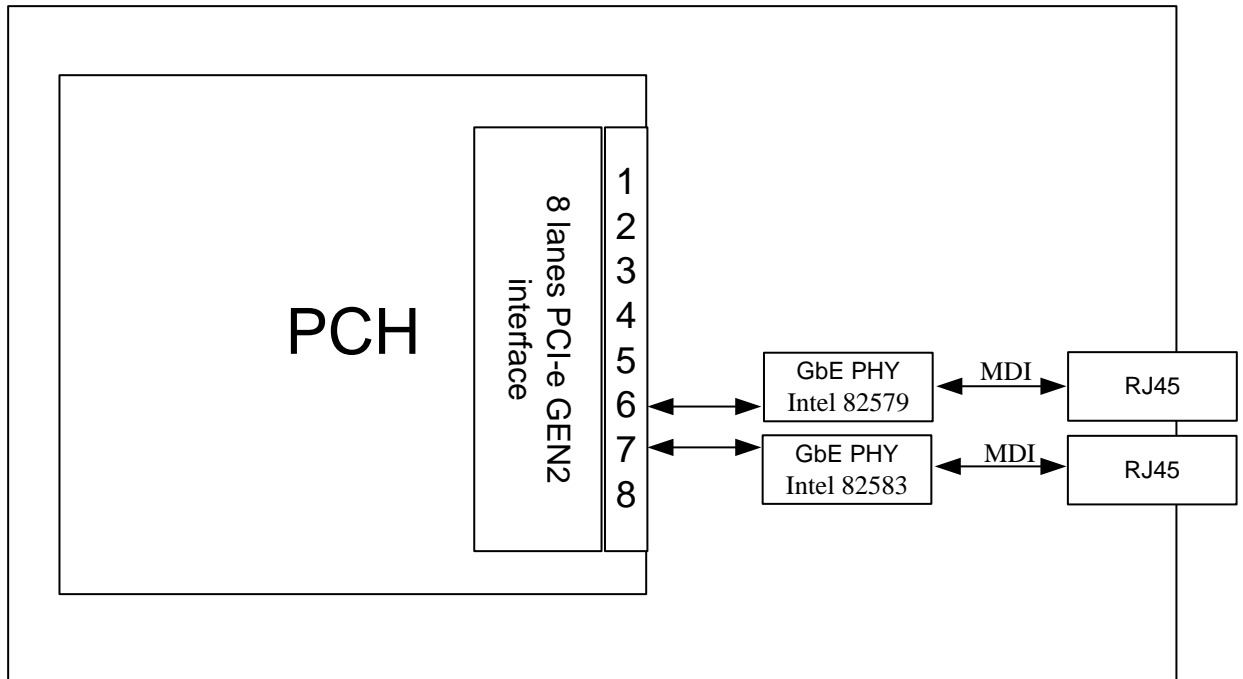 PCH
8 lanes PCI-e GEN2
interface
1
2
3
4
5
6
7
8
GbE PHY
Intel 82579
MDI
RJ45
GbE PHY
Intel 82583
MDI
RJ45